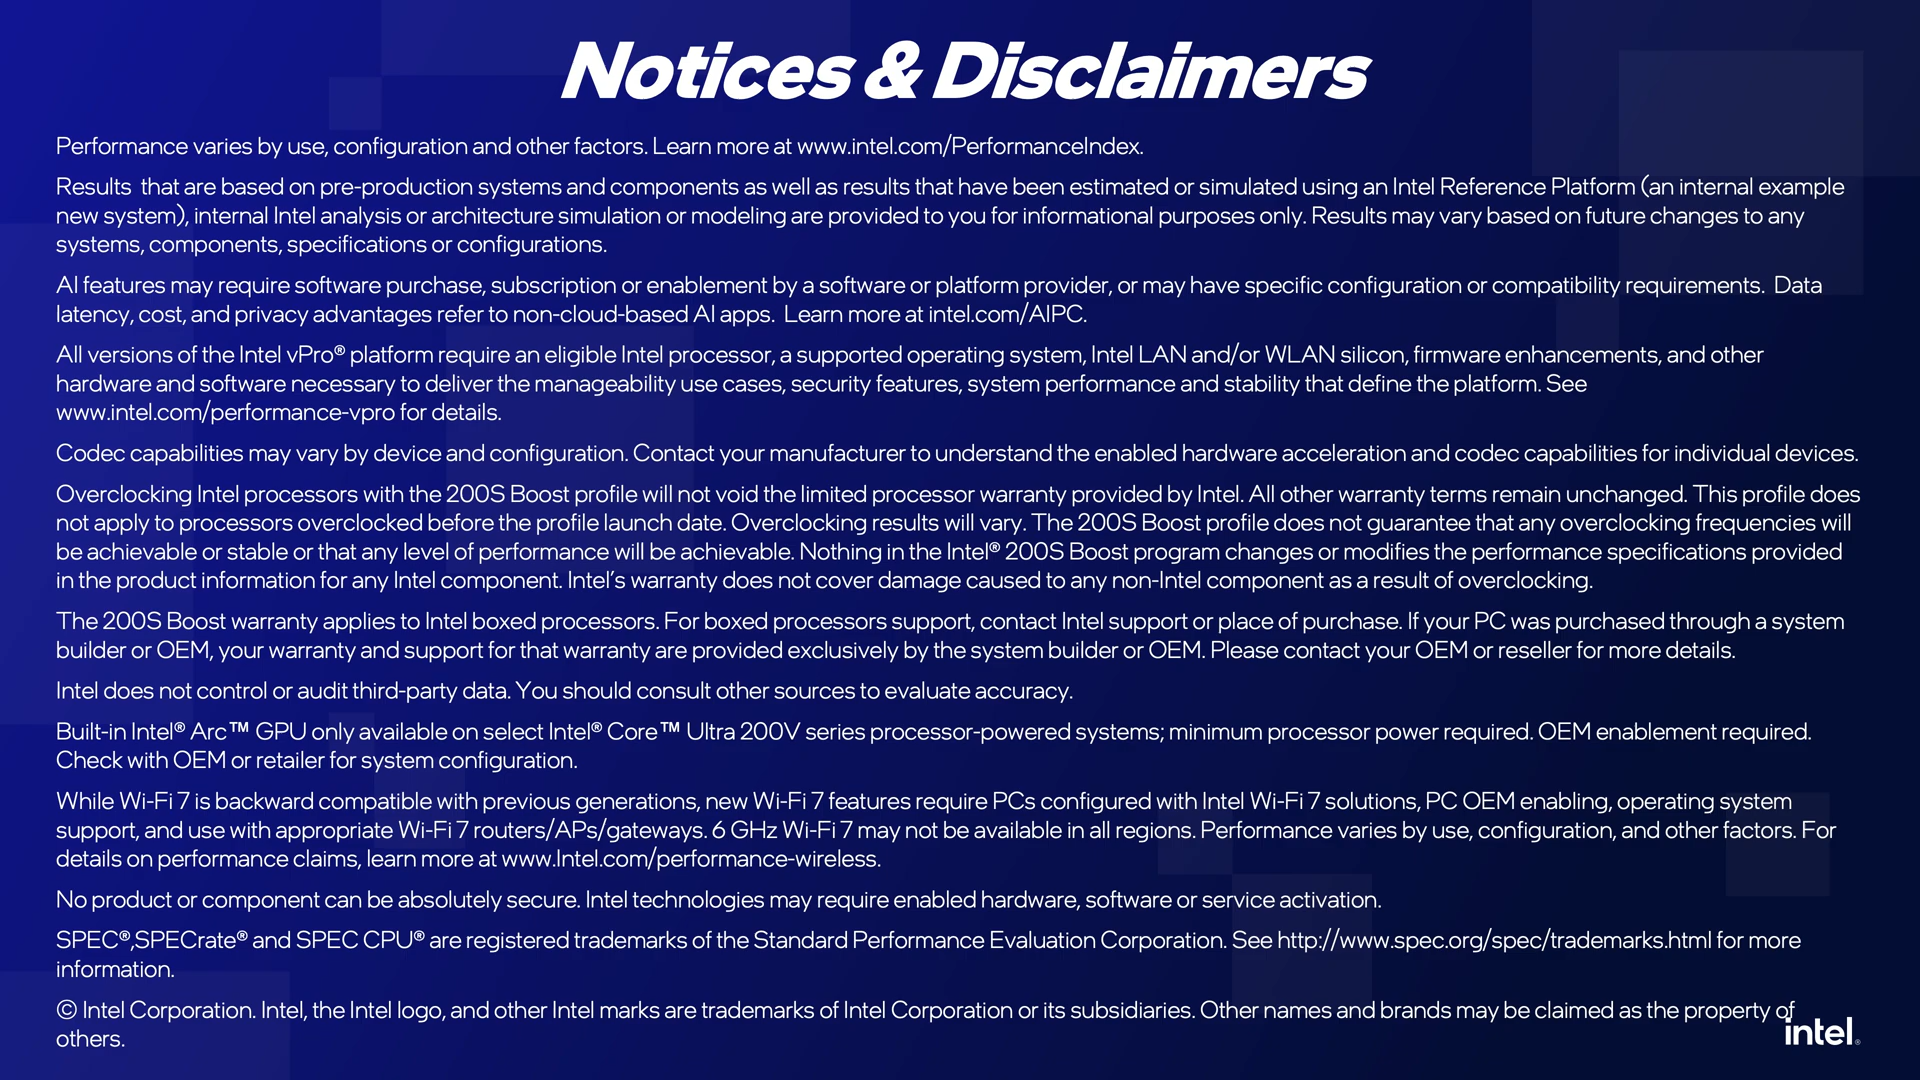 Notices & Disclaimers
Performance varies by use, configuration and other factors. Learn more at www.intel.com/PerformanceIndex.
Results  that are based on pre-production systems and components as well as results that have been estimated or simulated using an Intel Reference Platform (an internal example
new system), internal Intel analysis or architecture simulation or modeling are provided to you for informational purposes only. Results may vary based on future changes to any
systems, components, specifications or configurations.
AI features may require software purchase, subscription or enablement by a software or platform provider, or may have specific configuration or compatibility requirements.  Data
latency, cost, and privacy advantages refer to non-cloud-based AI apps.  Learn more at intel.com/AIPC.
All versions of the Intel vPro® platform require an eligible Intel processor, a supported operating system, Intel LAN and/or WLAN silicon, firmware enhancements, and other
hardware and software necessary to deliver the manageability use cases, security features, system performance and stability that define the platform. See
www.intel.com/performance-vpro for details.
Codec capabilities may vary by device and configuration. Contact your manufacturer to understand the enabled hardware acceleration and codec capabilities for individual devices.
Overclocking Intel processors with the 200S Boost profile will not void the limited processor warranty provided by Intel. All other warranty terms remain unchanged. This profile does
not apply to processors overclocked before the profile launch date. Overclocking results will vary. The 200S Boost profile does not guarantee that any overclocking frequencies will
be achievable or stable or that any level of performance will be achievable. Nothing in the Intel® 200S Boost program changes or modifies the performance specifications provided
in the product information for any Intel component. Intel's warranty does not cover damage caused to any non-Intel component as a result of overclocking.
The 200S Boost warranty applies to Intel boxed processors. For boxed processors support, contact Intel support or place of purchase. If your PC was purchased through a system
builder or OEM, your warranty and support for that warranty are provided exclusively by the system builder or OEM. Please contact your OEM or reseller for more details.
Intel does not control or audit third-party data. You should consult other sources to evaluate accuracy.
Built-in Intel® Arc™ GPU only available on select Intel® Core™ Ultra 200V series processor-powered systems; minimum processor power required. OEM enablement required.
Check with OEM or retailer for system configuration.
While Wi-Fi 7 is backward compatible with previous generations, new Wi-Fi 7 features require PCs configured with Intel Wi-Fi 7 solutions, PC OEM enabling, operating system
support, and use with appropriate Wi-Fi 7 routers/APs/gateways. 6 GHz Wi-Fi 7 may not be available in all regions. Performance varies by use, configuration, and other factors. For
details on performance claims, learn more at www.Intel.com/performance-wireless.
No product or component can be absolutely secure. Intel technologies may require enabled hardware, software or service activation.
SPEC®,SPECrate® and SPEC CPU® are registered trademarks of the Standard Performance Evaluation Corporation. See http://www.spec.org/spec/trademarks.html for more
information.
© Intel Corporation. Intel, the Intel logo, and other Intel marks are trademarks of Intel Corporation or its subsidiaries. Other names and brands may be claimed as the property of
others.
intel®